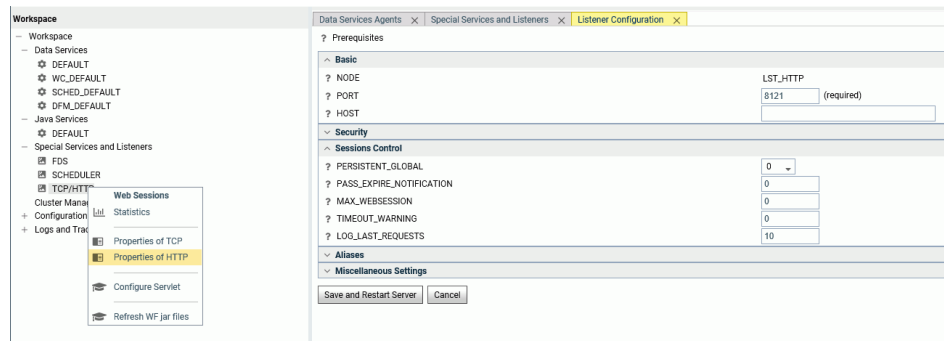 Workspace
Workspace
Data Services
DEFAULT
WC_DEFAULT
SCHED_DEFAULT
DFM_DEFAULT
Java Services
DEFAULT
Special Services and Listeners
FDS
SCHEDULER
TCP/HTTP
Cluster Mana
Configuration
Logs and Trac
Web Sessions
Statistics
Properties of TCP
Properties of HTTP
Configure Servlet
Refresh WF jar files
Data Services Agents
Special Services and Listeners
Listener Configuration
? Prerequisites
Basic
? NODE LST_HTTP
? PORT 8121 (required)
? HOST
Security
Sessions Control
? PERSISTENT_GLOBAL 0
? PASS_EXPIRE_NOTIFICATION 0
? MAX_WEBSESSION 0
? TIMEOUT_WARNING 0
? LOG_LAST_REQUESTS 10
Aliases
Miscellaneous Settings
Save and Restart Server Cancel